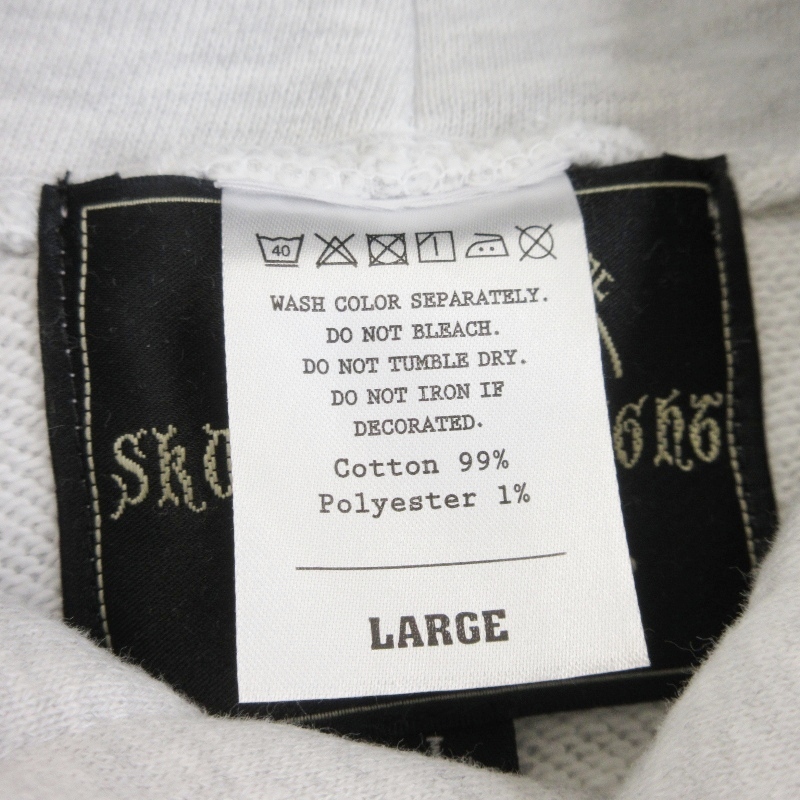 40
WASH COLOR SEPARATELY.
DO NOT BLEACH.
DO NOT TUMBLE DRY.
DO NOT IRON IF
DECORATED.
Cotton 99%
Polyester 1%
LARGE